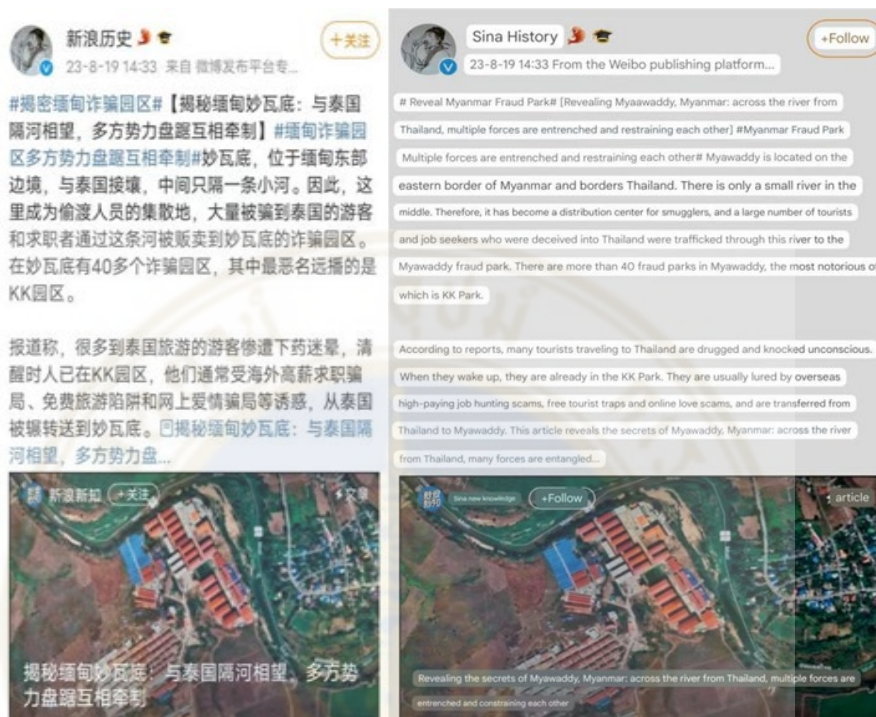 新浪历史
+关注
23-8-19 14:33 来自 微博发布平台专...
#揭密缅甸诈骗园区#【揭秘缅甸妙瓦底：与泰国
隔河相望，多方势力盘踞互相牵制】#缅甸诈骗园
区多方势力盘踞互相牵制#妙瓦底，位于缅甸东部
边境，与泰国接壤，中间只隔一条小河。因此，这
里成为偷渡人员的集散地，大量被骗到泰国的游客
和求职者通过这条河被贩卖到妙瓦底的诈骗园区。
在妙瓦底有40多个诈骗园区，其中最恶名远播的是
KK园区。
报道称，很多到泰国旅游的游客惨遭下药迷晕，清
醒时人已在KK园区，他们通常受海外高薪求职骗
局、免费旅游陷阱和网上爱情骗局等诱惑，从泰国
被辗转送到妙瓦底。揭秘缅甸妙瓦底：与泰国隔
河相望，多方势力盘...
新浪新知
+关注
文章
揭秘缅甸妙瓦底：与泰国隔河相望，多方势
力盘踞互相牵制
Sina History
+Follow
23-8-19 14:33 From the Weibo publishing platform...
# Reveal Myanmar Fraud Park# [Revealing Myaawaddy, Myanmar: across the river from
Thailand, multiple forces are entrenched and restraining each other] #Myanmar Fraud Park
Multiple forces are entrenched and restraining each other# Myawaddy is located on the
eastern border of Myanmar and borders Thailand. There is only a small river in the
middle. Therefore, it has become a distribution center for smugglers, and a large number of tourists
and job seekers who were deceived into Thailand were trafficked through this river to the
Myawaddy fraud park. There are more than 40 fraud parks in Myawaddy, the most notorious of
which is KK Park.
According to reports, many tourists traveling to Thailand are drugged and knocked unconscious.
When they wake up, they are already in the KK Park. They are usually lured by overseas
high-paying job hunting scams, free tourist traps and online love scams, and are transferred from
Thailand to Myawaddy. This article reveals the secrets of Myawaddy, Myanmar: across the river
from Thailand, many forces are entangled...
Sina new knowledge
+Follow
article
Revealing the secrets of Myawaddy, Myanmar: across the river from Thailand, multiple forces are
entrenched and constraining each other